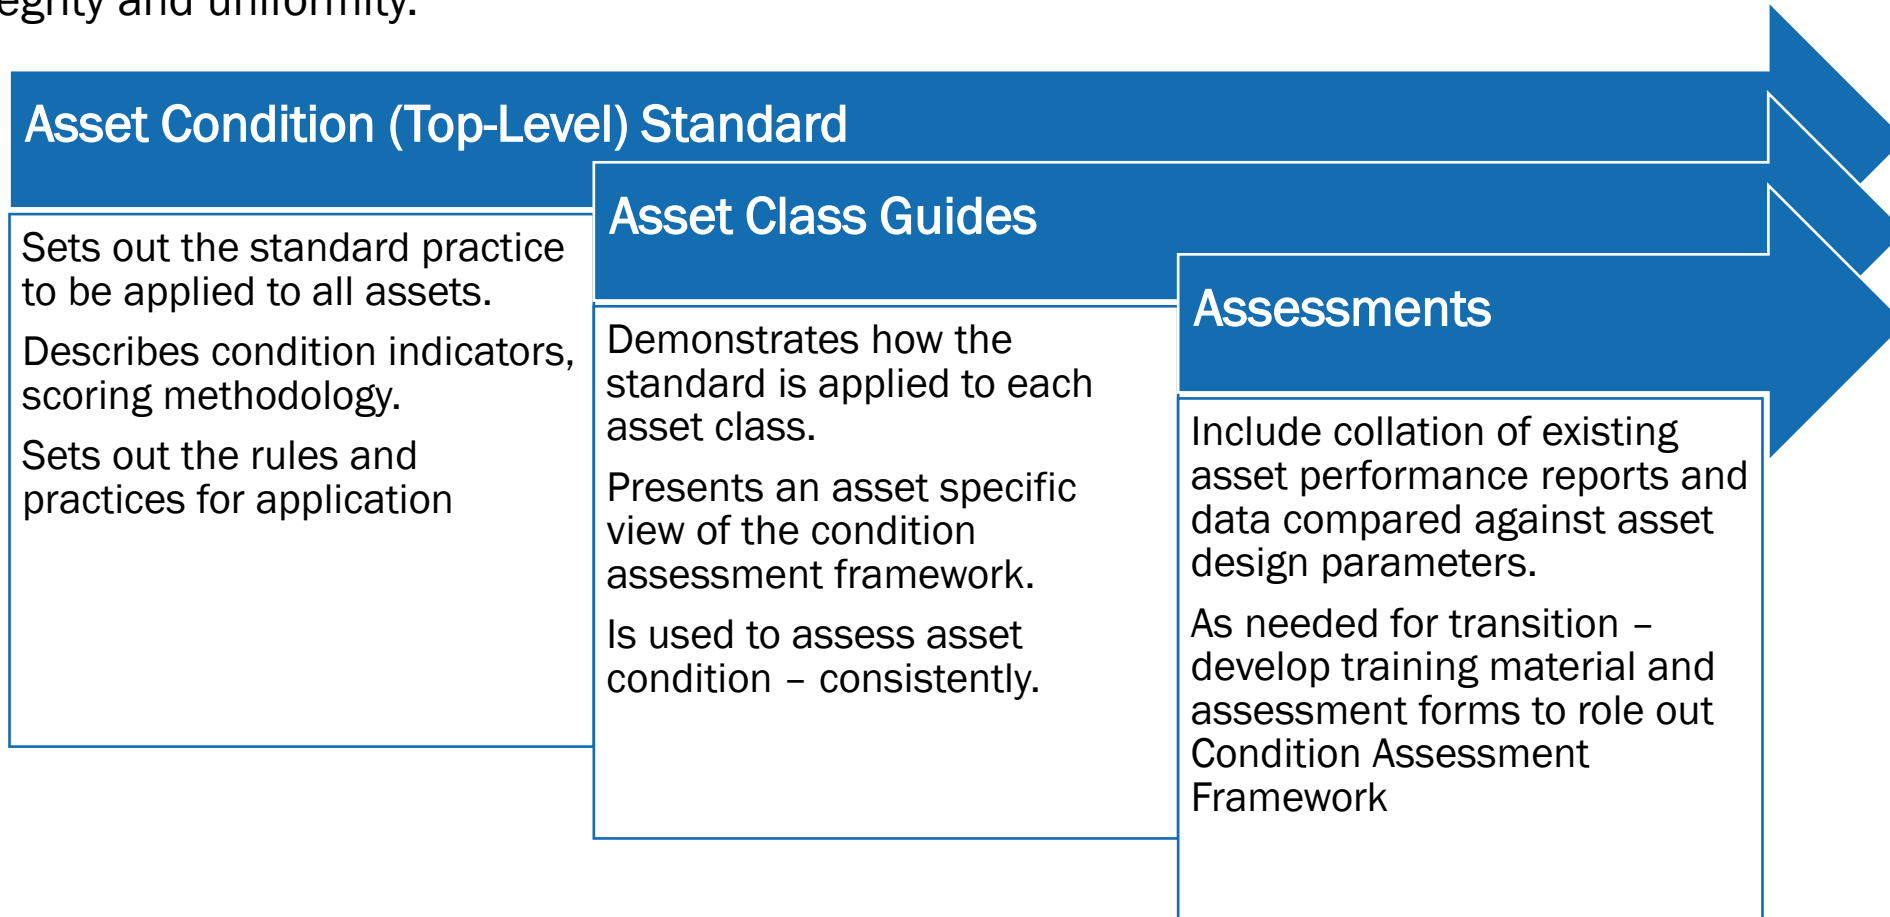 and uniformity.
Asset Condition (Top-Level) Standard
Sets out the standard practice
to be applied to all assets.
Describes condition indicators,
scoring methodology.
Sets out the rules and
practices for application
Asset Class Guides
Demonstrates how the
standard is applied to each
asset class.
Presents an asset specific
view of the condition
assessment framework.
Is used to assess asset
condition – consistently.
Assessments
Include collation of existing
asset performance reports and
data compared against asset
design parameters.
As needed for transition –
develop training material and
assessment forms to role out
Condition Assessment
Framework